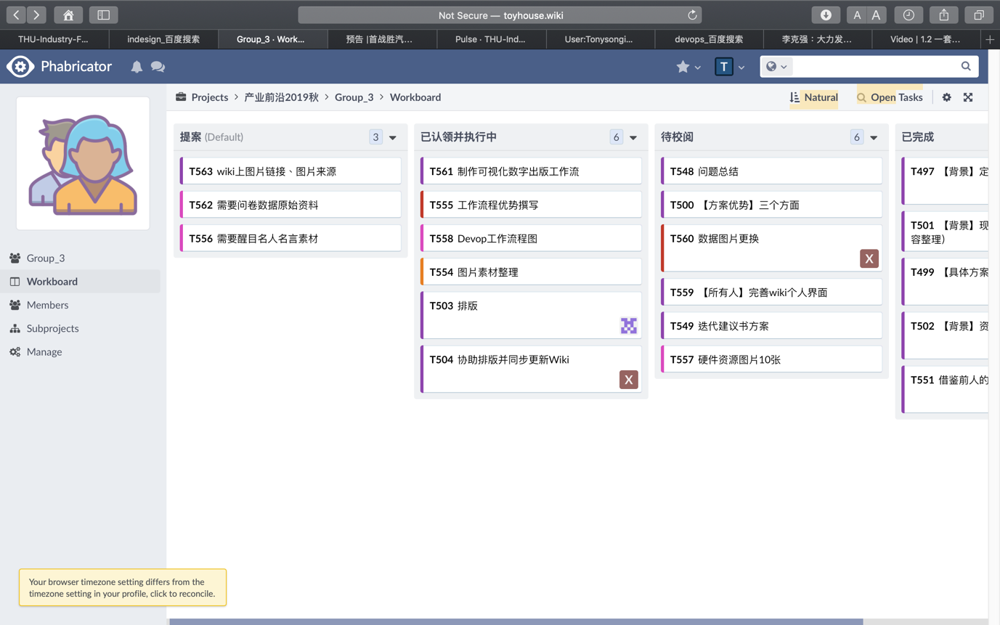 Not Secure — toyhouse.wiki
A A
THU-Industry-F...
indesign_百度搜索
Group_3 · Work...
预告 |首战胜汽...
Pulse · THU-Ind...
User:Tonysongi...
devops_百度搜索
李克强：大力发...
Video | 1.2 一套...
Phabricator
T
Projects > 产业前沿2019秋 > Group_3 > Workboard
Natural
Open Tasks
Group_3
Workboard
Members
Subprojects
Manage
提案 (Default) 3
T563 wiki上图片链接、图片来源
T562 需要问卷数据原始资料
T556 需要醒目名人名言素材
已认领并执行中 6
T561 制作可视化数字出版工作流
T555 工作流程优势撰写
T558 Devop工作流程图
T554 图片素材整理
T503 排版
T504 协助排版并同步更新Wiki
X
待校阅 6
T548 问题总结
T500 【方案优势】三个方面
T560 数据图片更换
X
T559 【所有人】完善wiki个人界面
T549 迭代建议书方案
T557 硬件资源图片10张
已完成
T497 【背景】定
T501 【背景】现
容整理）
T499 【具体方案
T502 【背景】资
T551 借鉴前人的
Your browser timezone setting differs from the
timezone setting in your profile, click to reconcile.